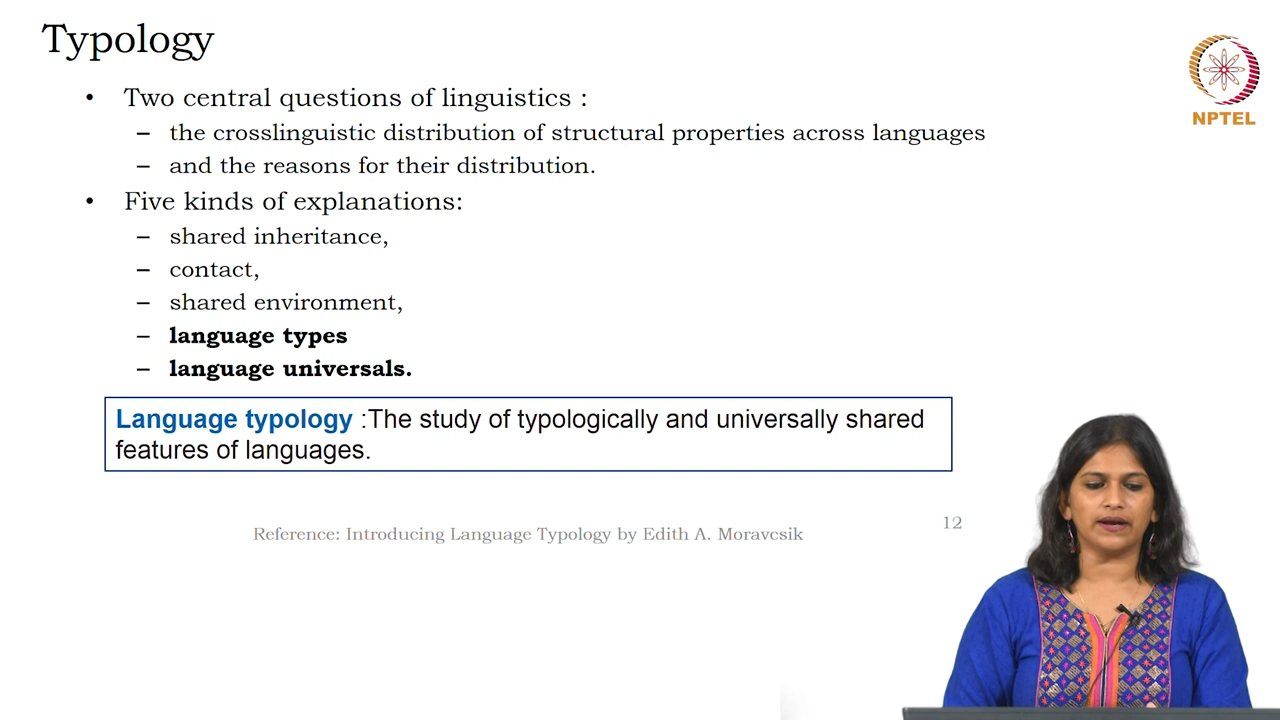 Typology
• Two central questions of linguistics :
– the crosslinguistic distribution of structural properties across languages
– and the reasons for their distribution.
• Five kinds of explanations:
– shared inheritance,
– contact,
– shared environment,
– language types
– language universals.
Language typology :The study of typologically and universally shared
features of languages.
Reference: Introducing Language Typology by Edith A. Moravcsik
12
NPTEL